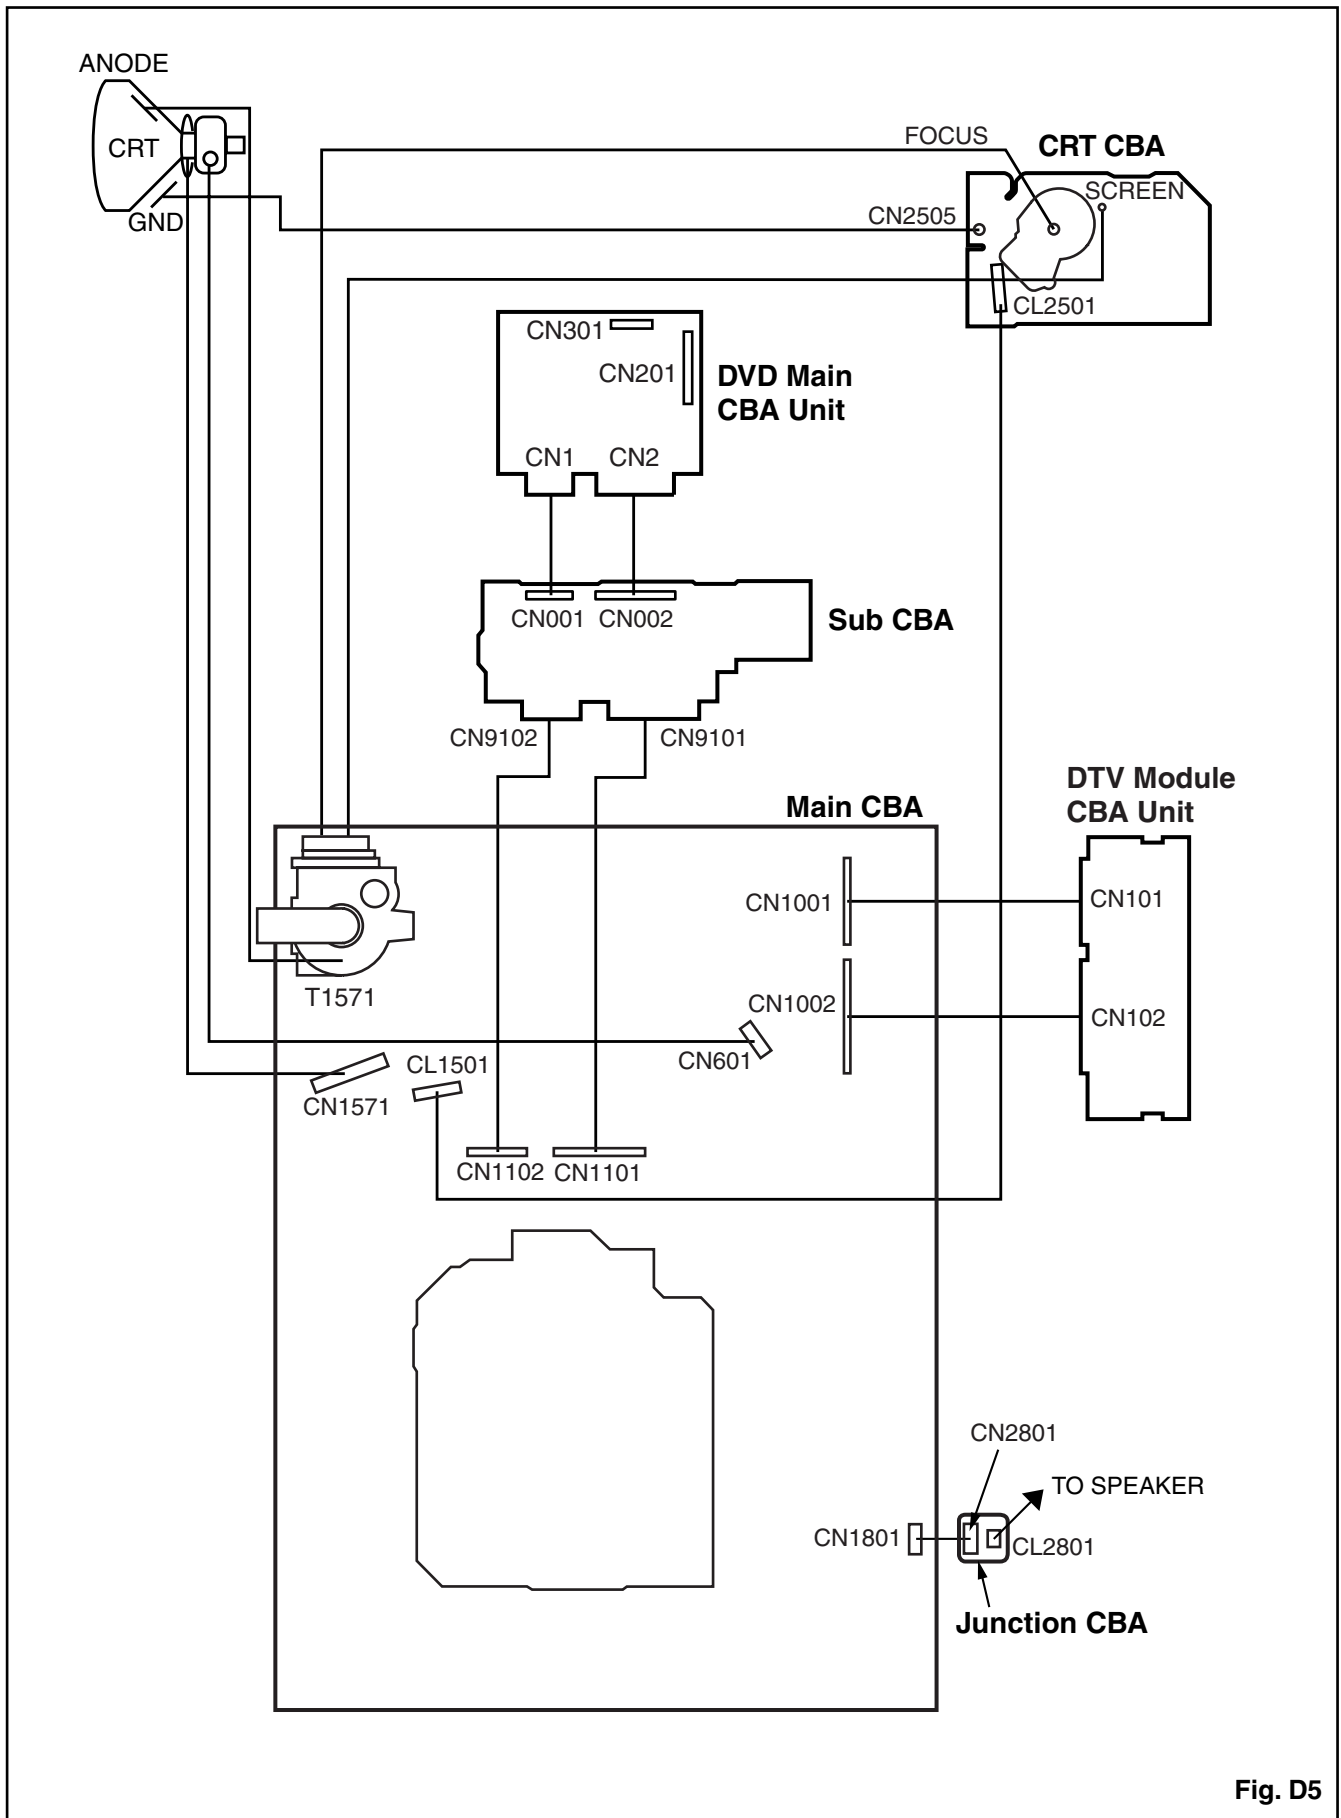 ANODE
CRT
GND
FOCUS
CRT CBA
SCREEN
CN2505
CL2501
CN301
CN201
DVD Main
CBA Unit
CN1
CN2
CN001
CN002
Sub CBA
CN9102
CN9101
DTV Module
CBA Unit
Main CBA
CN1001
CN101
T1571
CN1002
CN102
CL1501
CN601
CN1571
CN1102
CN1101
CN2801
TO SPEAKER
CN1801
CL2801
Junction CBA
Fig. D5